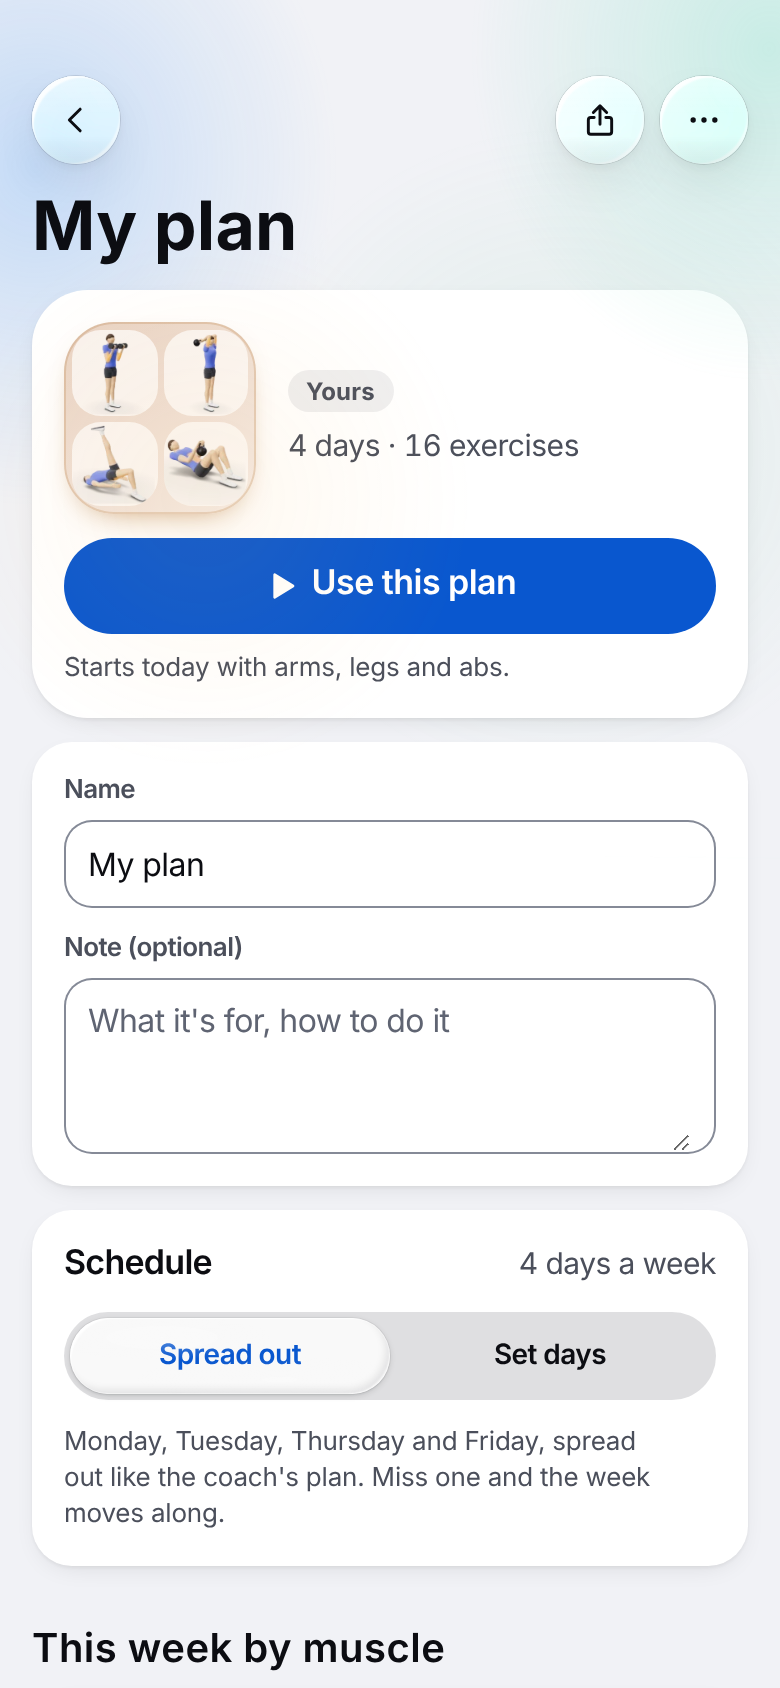 My plan
Yours
4 days · 16 exercises
Use this plan
Starts today with arms, legs and abs.
Name
My plan
Note (optional)
What it's for, how to do it
Schedule
4 days a week
Spread out
Set days
Monday, Tuesday, Thursday and Friday, spread
out like the coach's plan. Miss one and the week
moves along.
This week by muscle